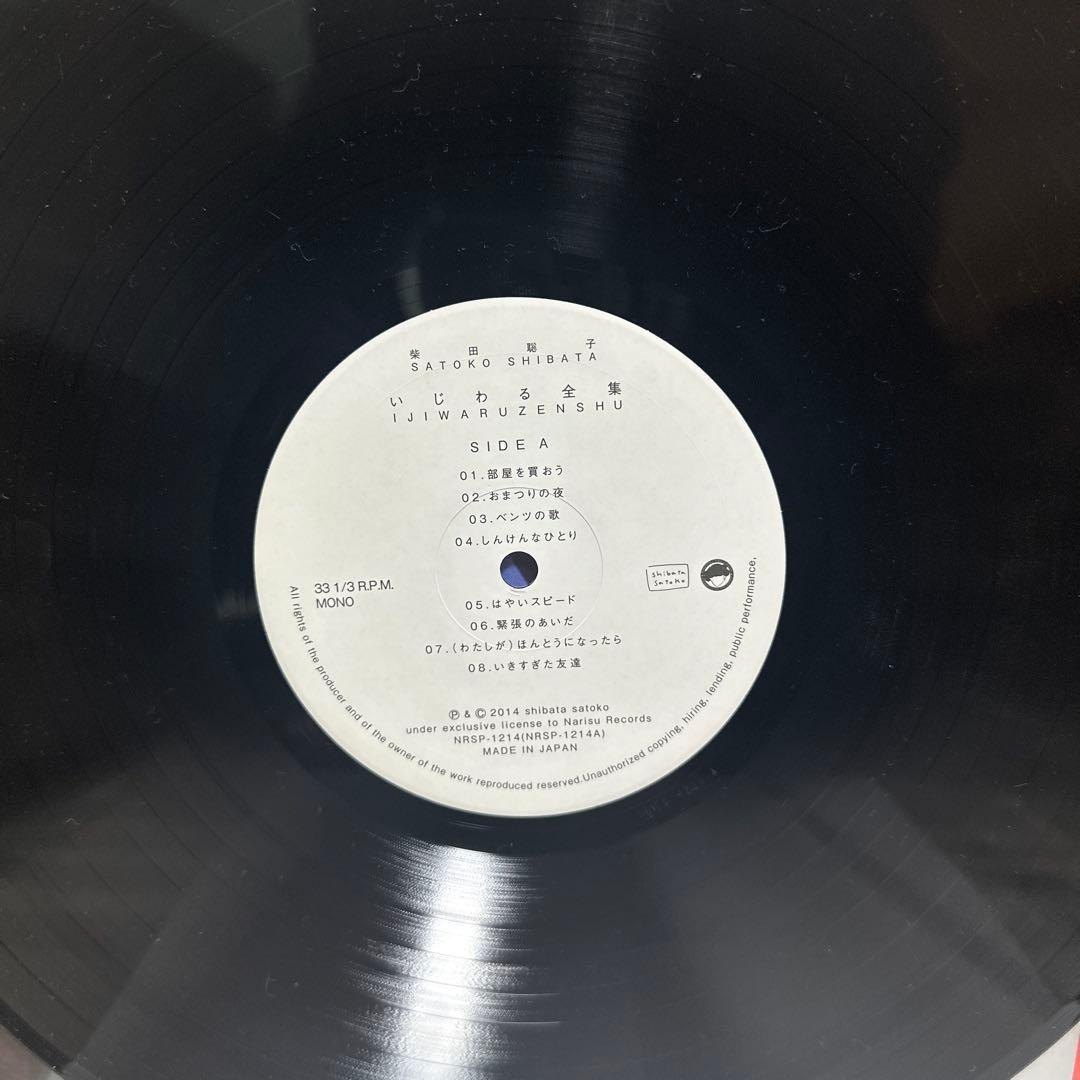 柴田聡子
SATOKO SHIBATA
いじわる全集
IJIWARUZENSHU
SIDE A
01.部屋を買おう
02.おまつりの夜
03.ベンツの歌
04.しんけんなひとり
33 1/3 R.P.M.
MONO
shibata
satoko
05.はやいスピード
06.緊張のあいだ
07.(わたしが)ほんとうになったら
08.いきすぎた友達
Ⓟ & © 2014 shibata satoko
under exclusive license to Narisu Records
NRSP-1214(NRSP-1214A)
MADE IN JAPAN
All rights of the producer and of the owner of the work reproduced reserved.Unauthorized copying, hiring, lending, public performance,